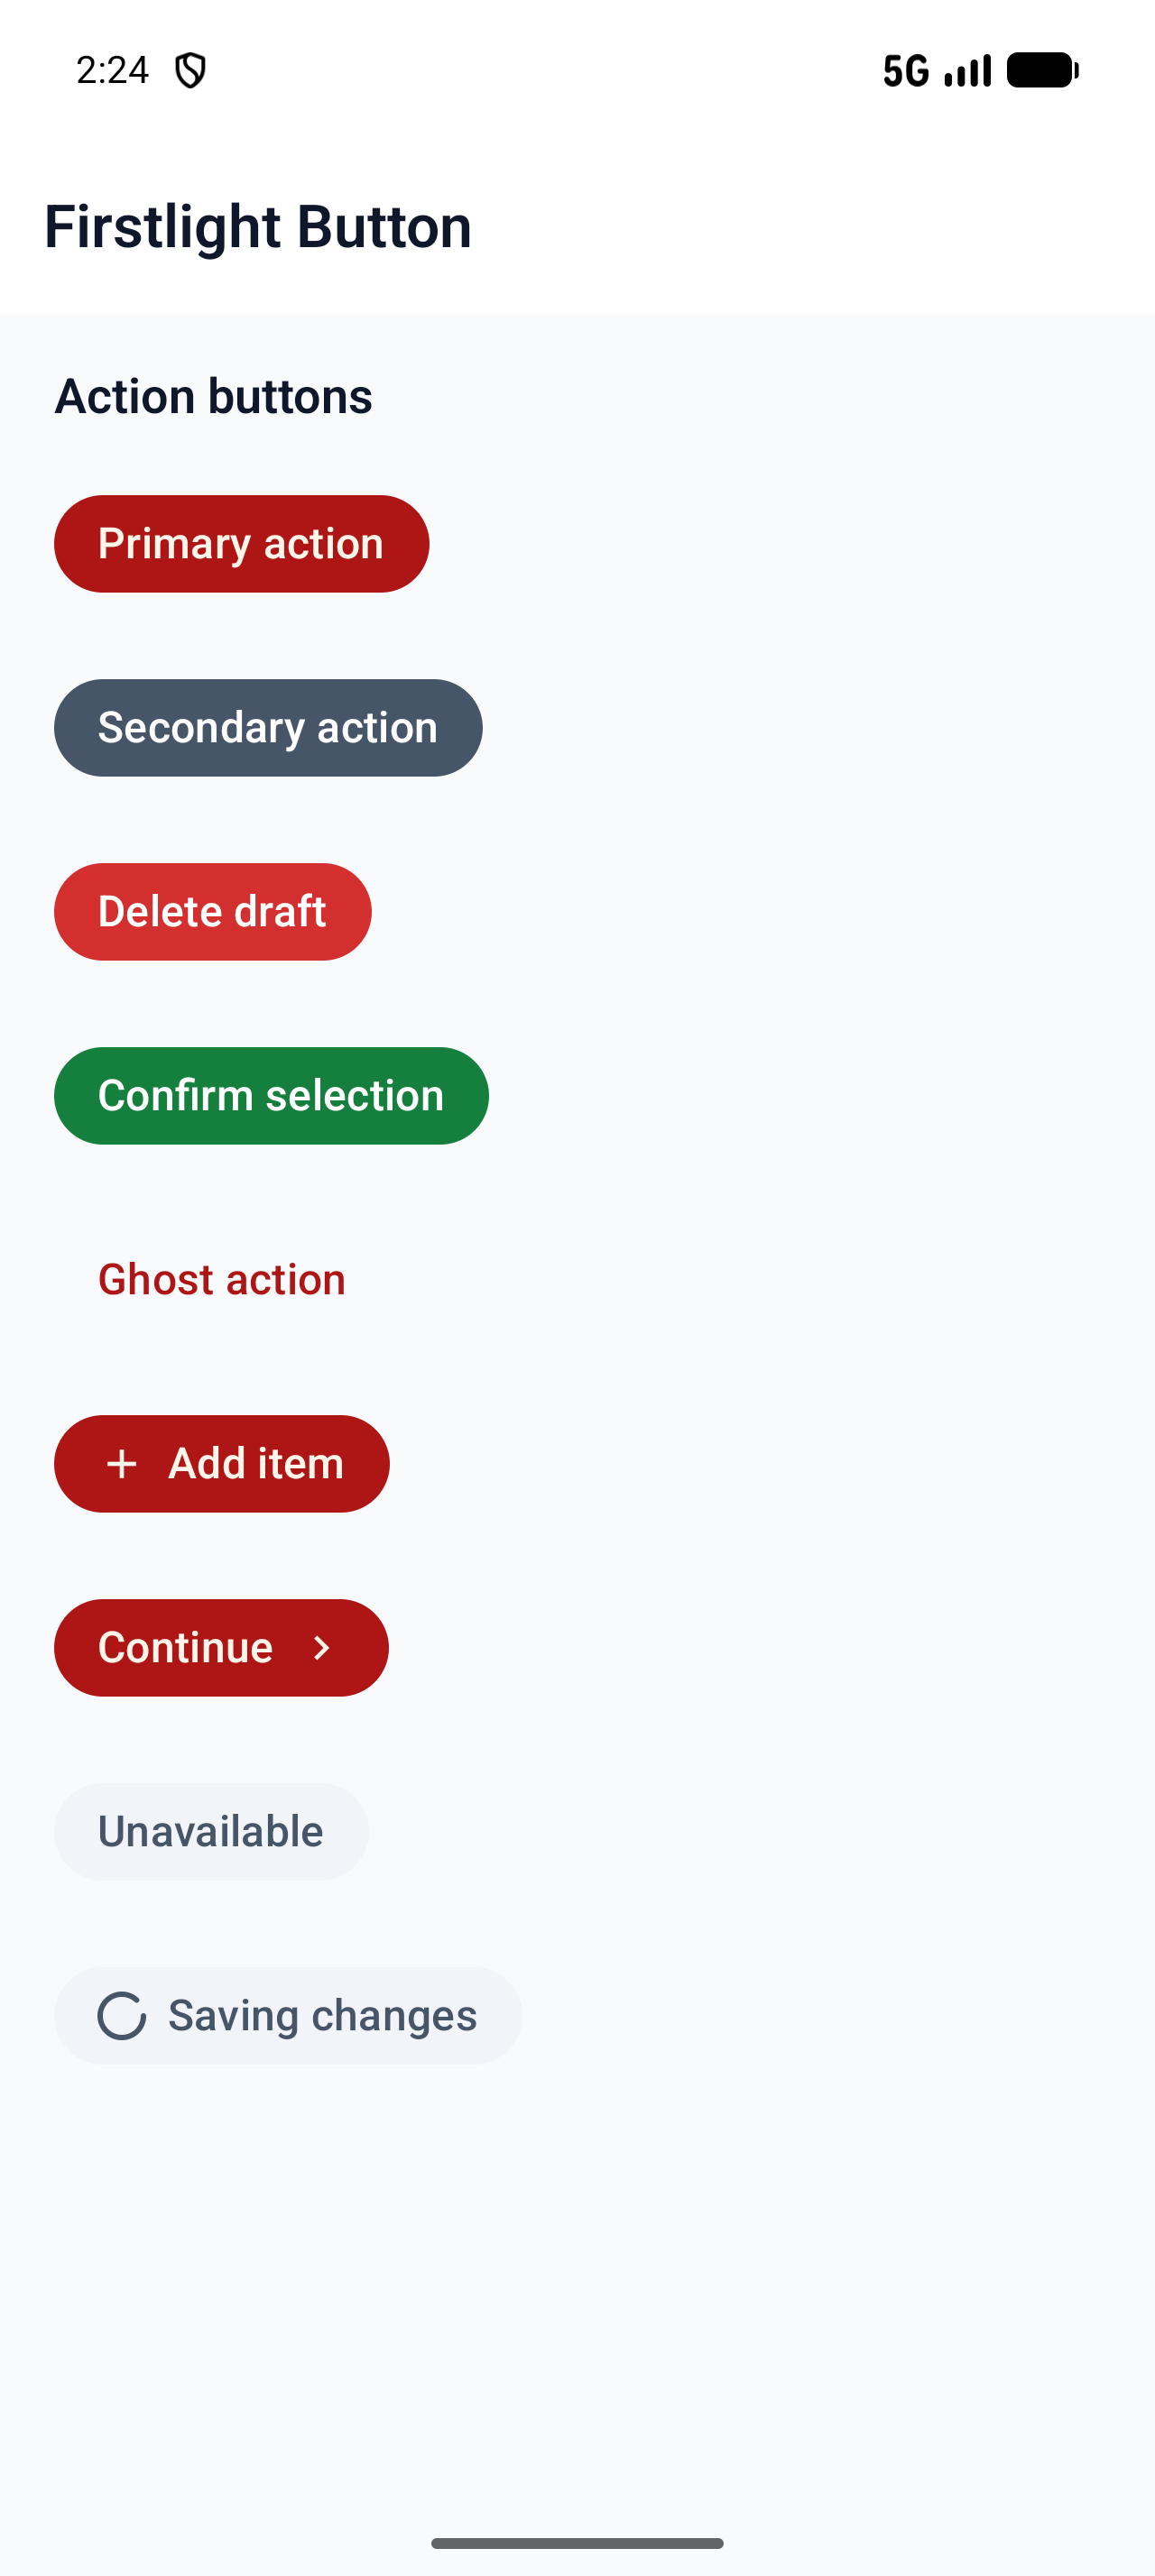 2:24
5G
Firstlight Button
Action buttons
Primary action
Secondary action
Delete draft
Confirm selection
Ghost action
Add item
Continue
Unavailable
Saving changes